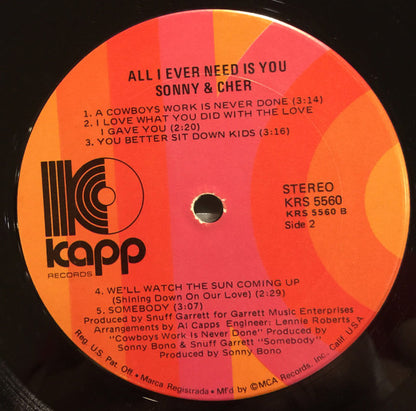 ALL I EVER NEED IS YOU
SONNY & CHER
1. A COWBOYS WORK IS NEVER DONE (3:14)
2. I LOVE WHAT YOU DID WITH THE LOVE
I GAVE YOU (2:20)
3. YOU BETTER SIT DOWN KIDS (3:16)
K
kapp
RECORDS
STEREO
KRS 5560
KRS 5560 B
Side 2
4. WE'LL WATCH THE SUN COMING UP
(Shining Down On Our Love) (2:29)
5. SOMEBODY (3:07)
Produced by Snuff Garrett for Garrett Music Enterprises
Arrangements by Al Capps Engineer: Lennie Roberts
"Cowboys Work is Never Done" Produced by
Sonny Bono & Snuff Garrett "Somebody"
Produced by Sonny Bono
Reg. U.S. Pat. Off. • Marca Registrada • Mf'd by ©MCA Records, Inc., Calif. U.S.A.